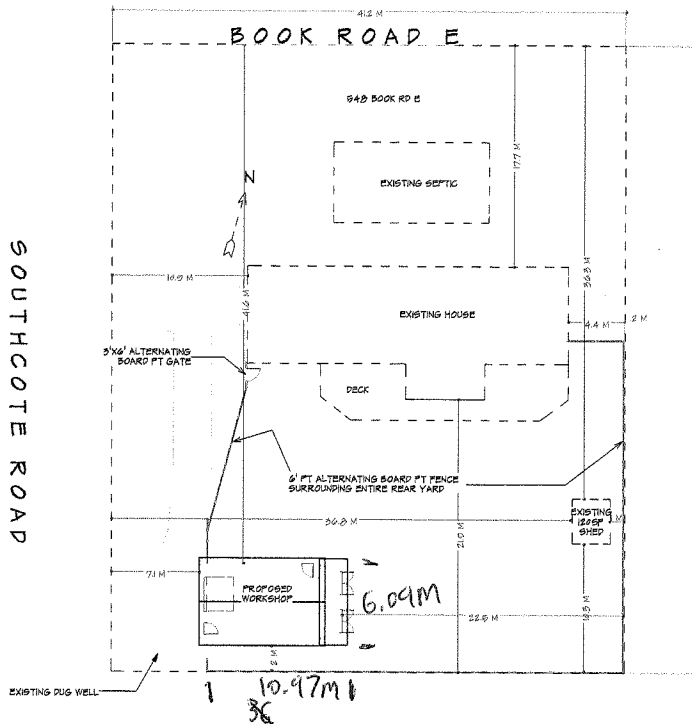 41.2 M
BOOK ROAD E
548 BOOK RD E
17.7 M
EXISTING SEPTIC
N
36.3 M
SOUTHCOTE ROAD
41.6 M
EXISTING HOUSE
4.4 M
.2 M
3'X6' ALTERNATING
BOARD PT GATE
DECK
6' PT ALTERNATING BOARD PT FENCE
SURROUNDING ENTIRE REAR YARD
36.8 M
21.0 M
EXISTING
120SF
SHED
M
7.1 M
PROPOSED
WORKSHOP
6.09M
22.5 M
EXISTING DUG WELL
10.97M
36